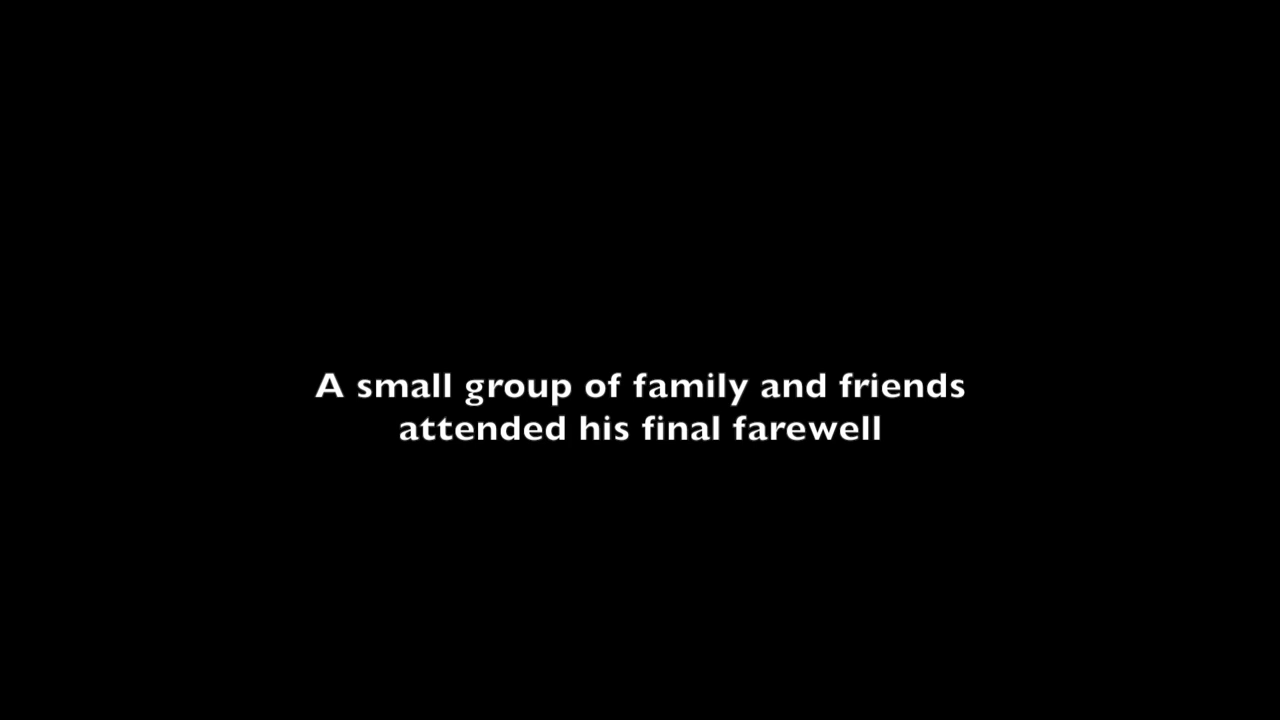 A small group of family and friends
attended his final farewell